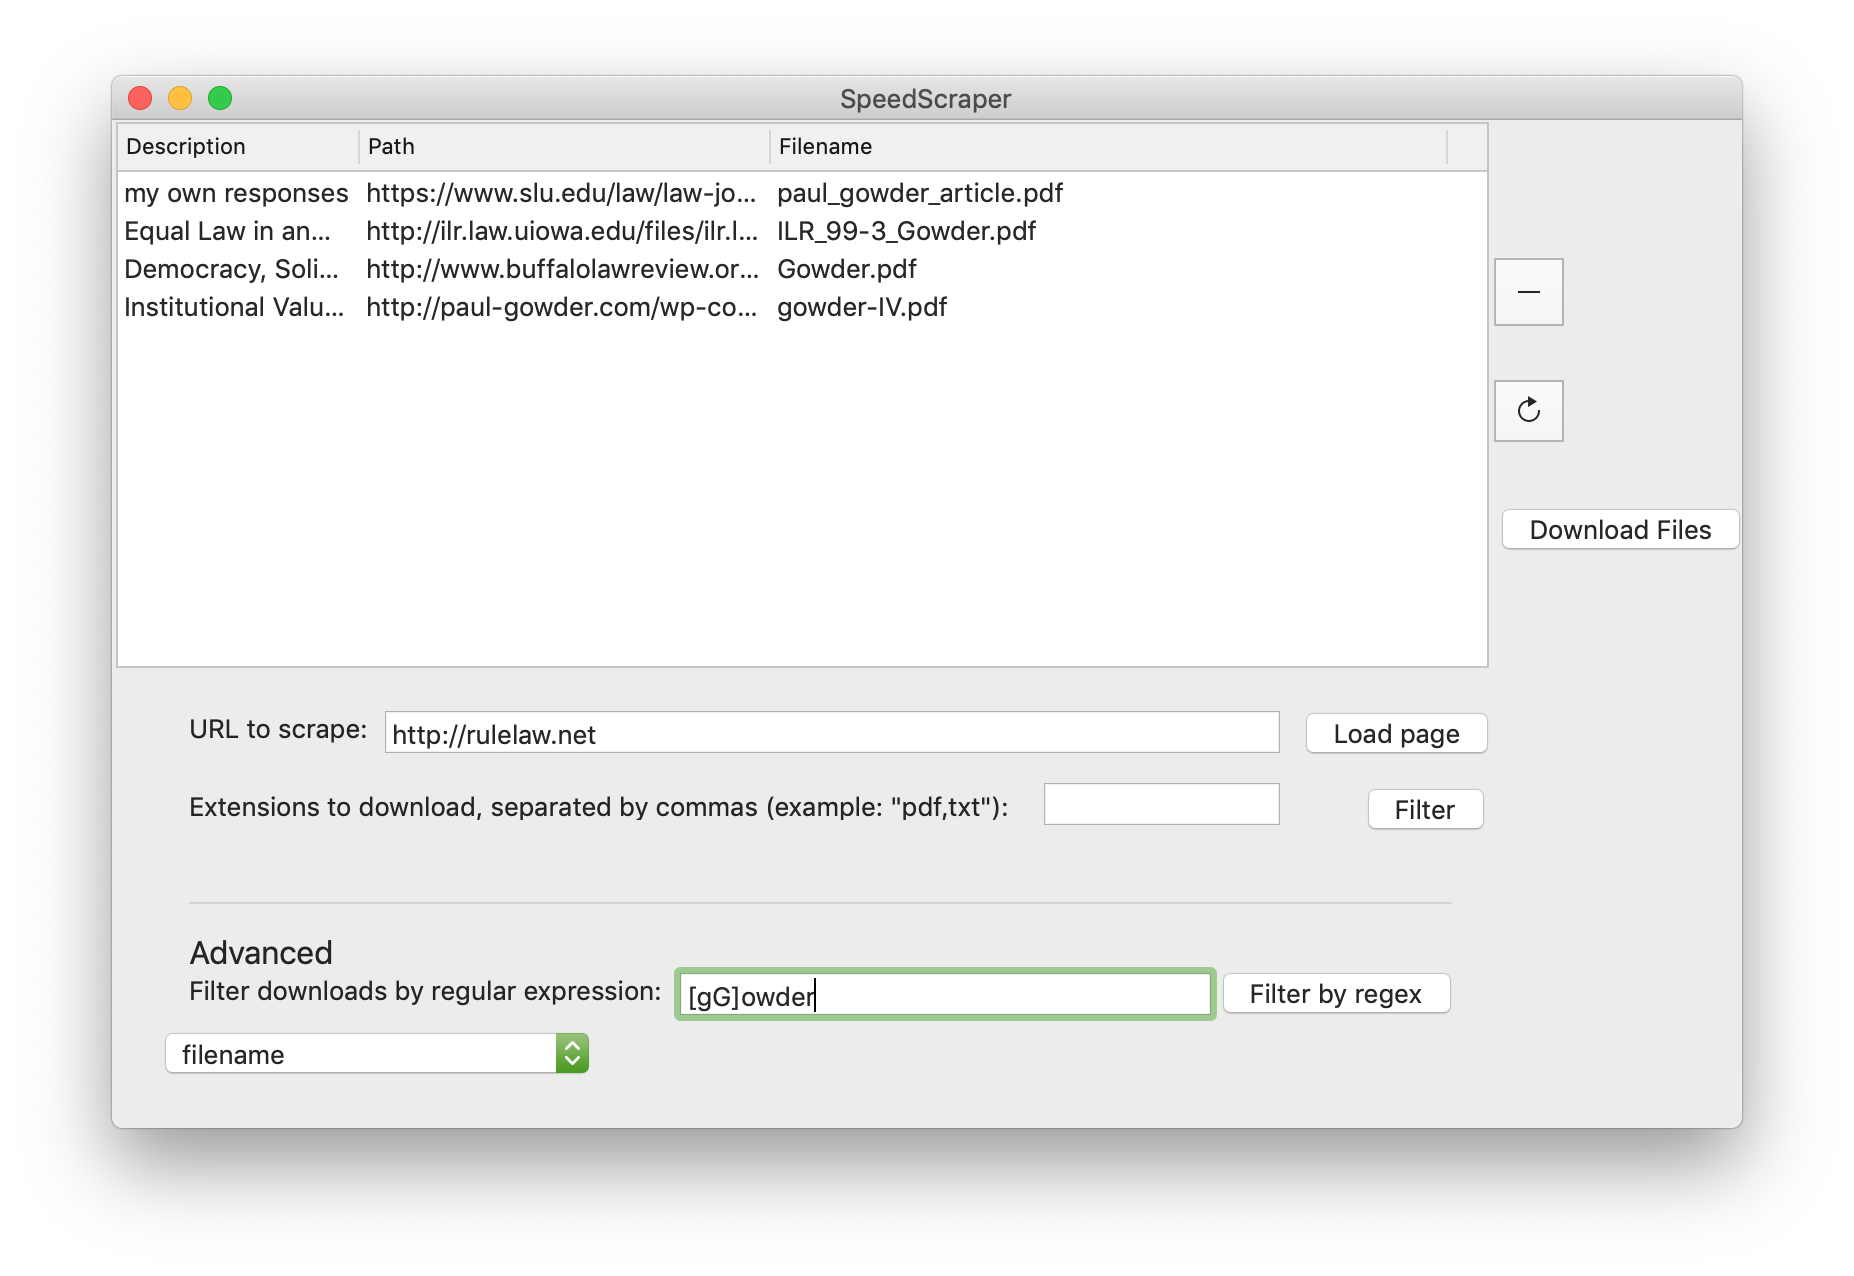 SpeedScraper
Description Path Filename
my own responses https://www.slu.edu/law/law-jo... paul_gowder_article.pdf
Equal Law in an... http://ilr.law.uiowa.edu/files/ilr.l... ILR_99-3_Gowder.pdf
Democracy, Soli... http://www.buffalolawreview.or... Gowder.pdf
Institutional Valu... http://paul-gowder.com/wp-co... gowder-IV.pdf
Download Files
URL to scrape: http://rulelaw.net Load page
Extensions to download, separated by commas (example: "pdf,txt"): Filter
Advanced
Filter downloads by regular expression: [gG]owder Filter by regex
filename